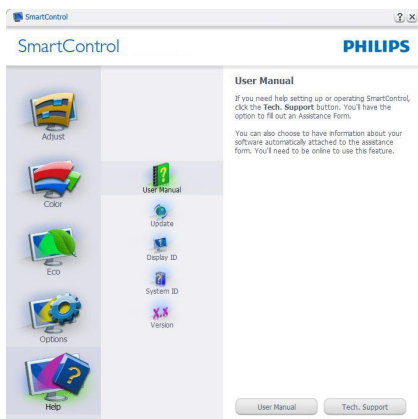 SmartControl
? X
SmartControl
PHILIPS
Adjust
Color
Eco
Options
Help
User Manual
Update
Display ID
System ID
X.X
Version
User Manual
If you need help setting up or operating SmartControl,
click the Tech. Support button. You'll have the
option to fill out an Assistance Form.
You can also choose to have information about your
software automatically attached to the assistance
form. You'll need to be online to use this feature.
User Manual
Tech. Support